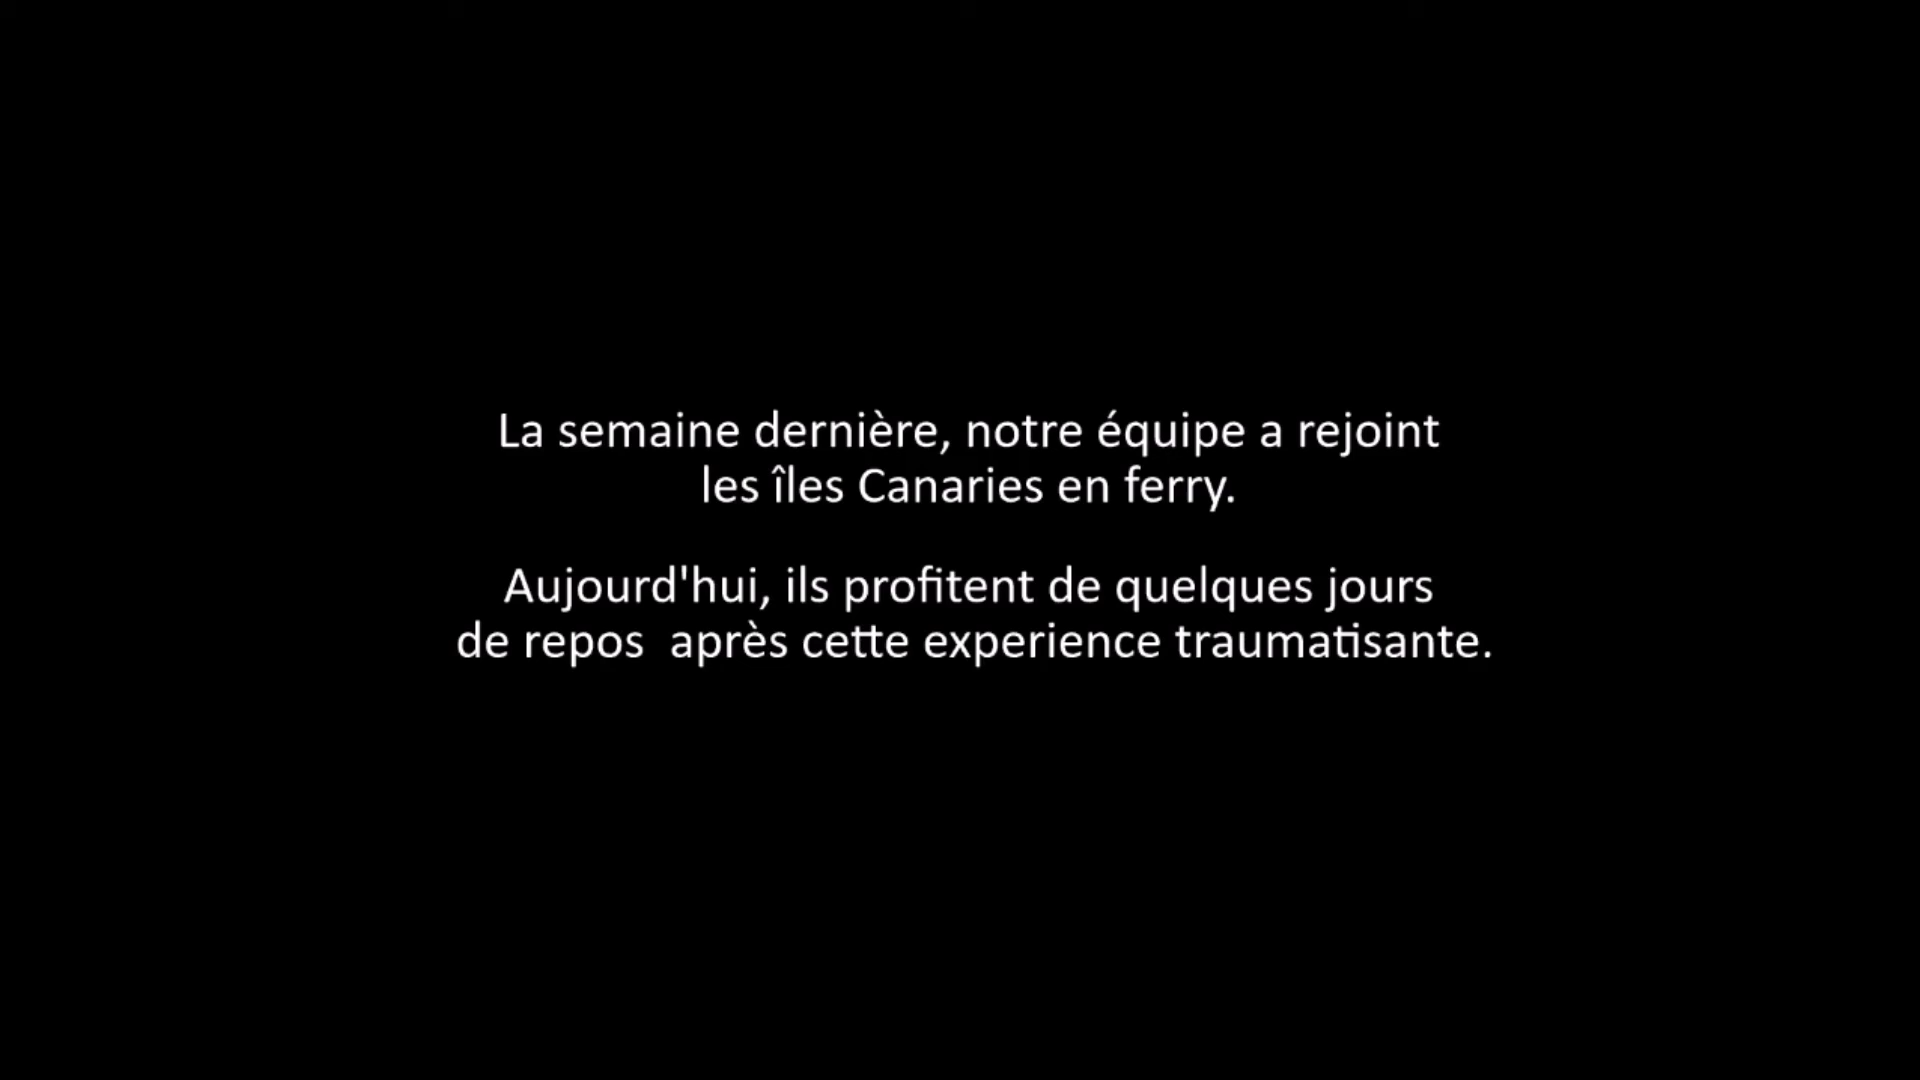 La semaine dernière, notre équipe a rejoint
les îles Canaries en ferry.
Aujourd'hui, ils profitent de quelques jours
de repos  après cette experience traumatisante.